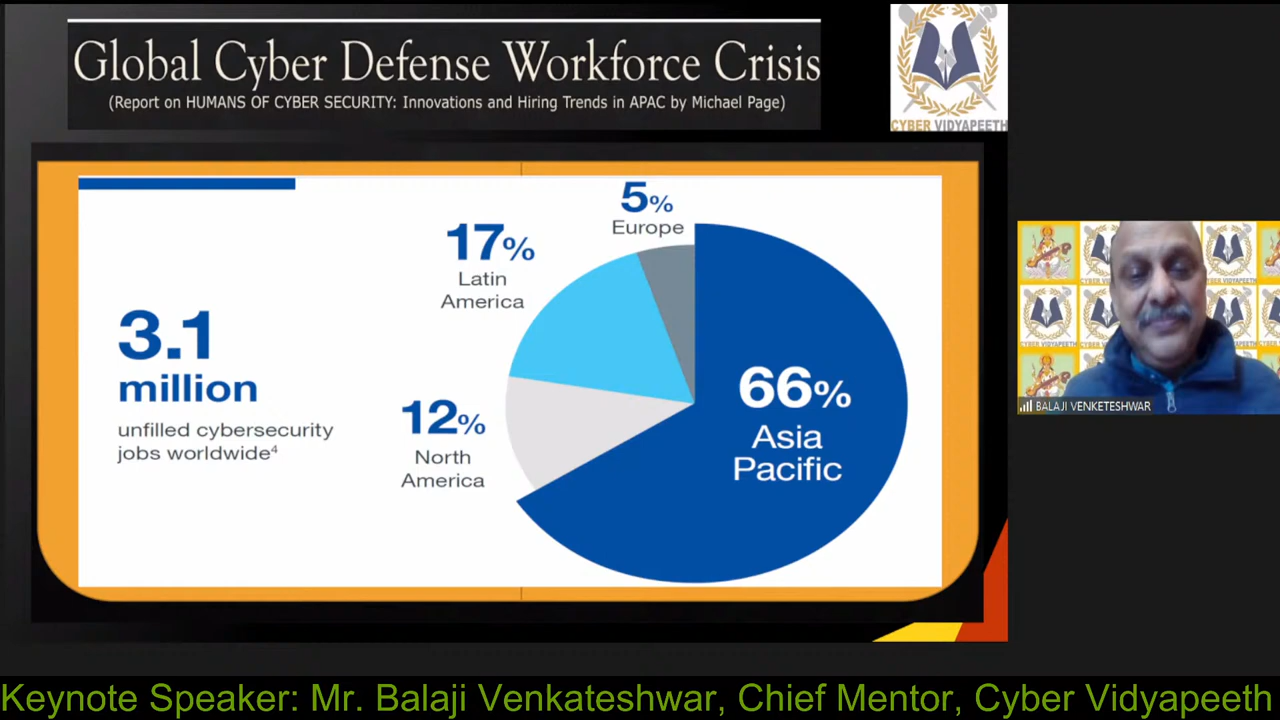 Global Cyber Defense Workforce Crisis
(Report on HUMANS OF CYBER SECURITY: Innovations and Hiring Trends in APAC by Michael Page)
CYBER VIDYAPEETH
5%
Europe
17%
Latin
America
3.1
million
unfilled cybersecurity
jobs worldwide⁴
12%
North
America
66%
Asia
Pacific
BALAJI VENKETESHWAR
Keynote Speaker: Mr. Balaji Venkateshwar, Chief Mentor, Cyber Vidyapeeth